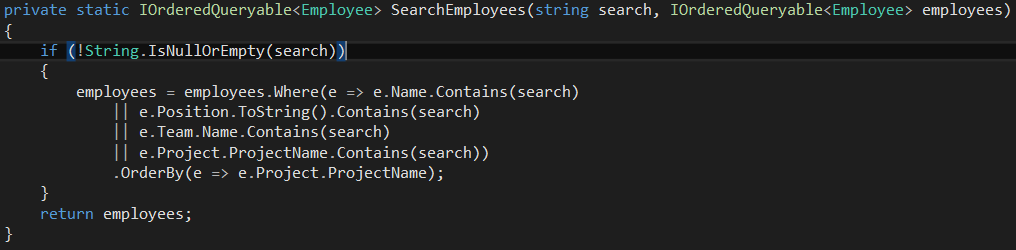 private static IOrderedQueryable<Employee> SearchEmployees(string search, IOrderedQueryable<Employee> employees)
{
    if (!String.IsNullOrEmpty(search))
    {
        employees = employees.Where(e => e.Name.Contains(search)
            || e.Position.ToString().Contains(search)
            || e.Team.Name.Contains(search)
            || e.Project.ProjectName.Contains(search))
            .OrderBy(e => e.Project.ProjectName);
    }
    return employees;
}